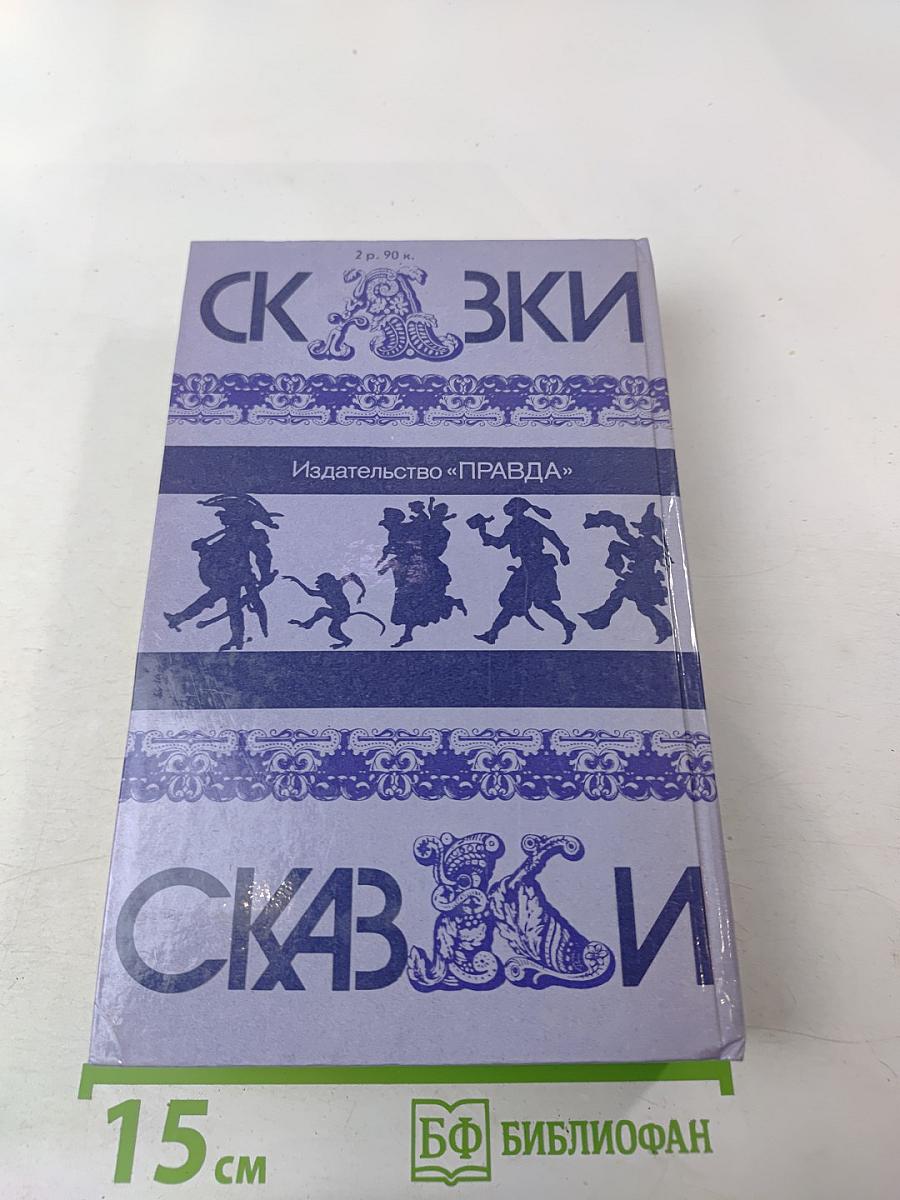 2 р. 90 к.
СКАЗКИ
Издательство «ПРАВДА»
СКАЗКИ
15 см
БФ БИБЛИОФАН